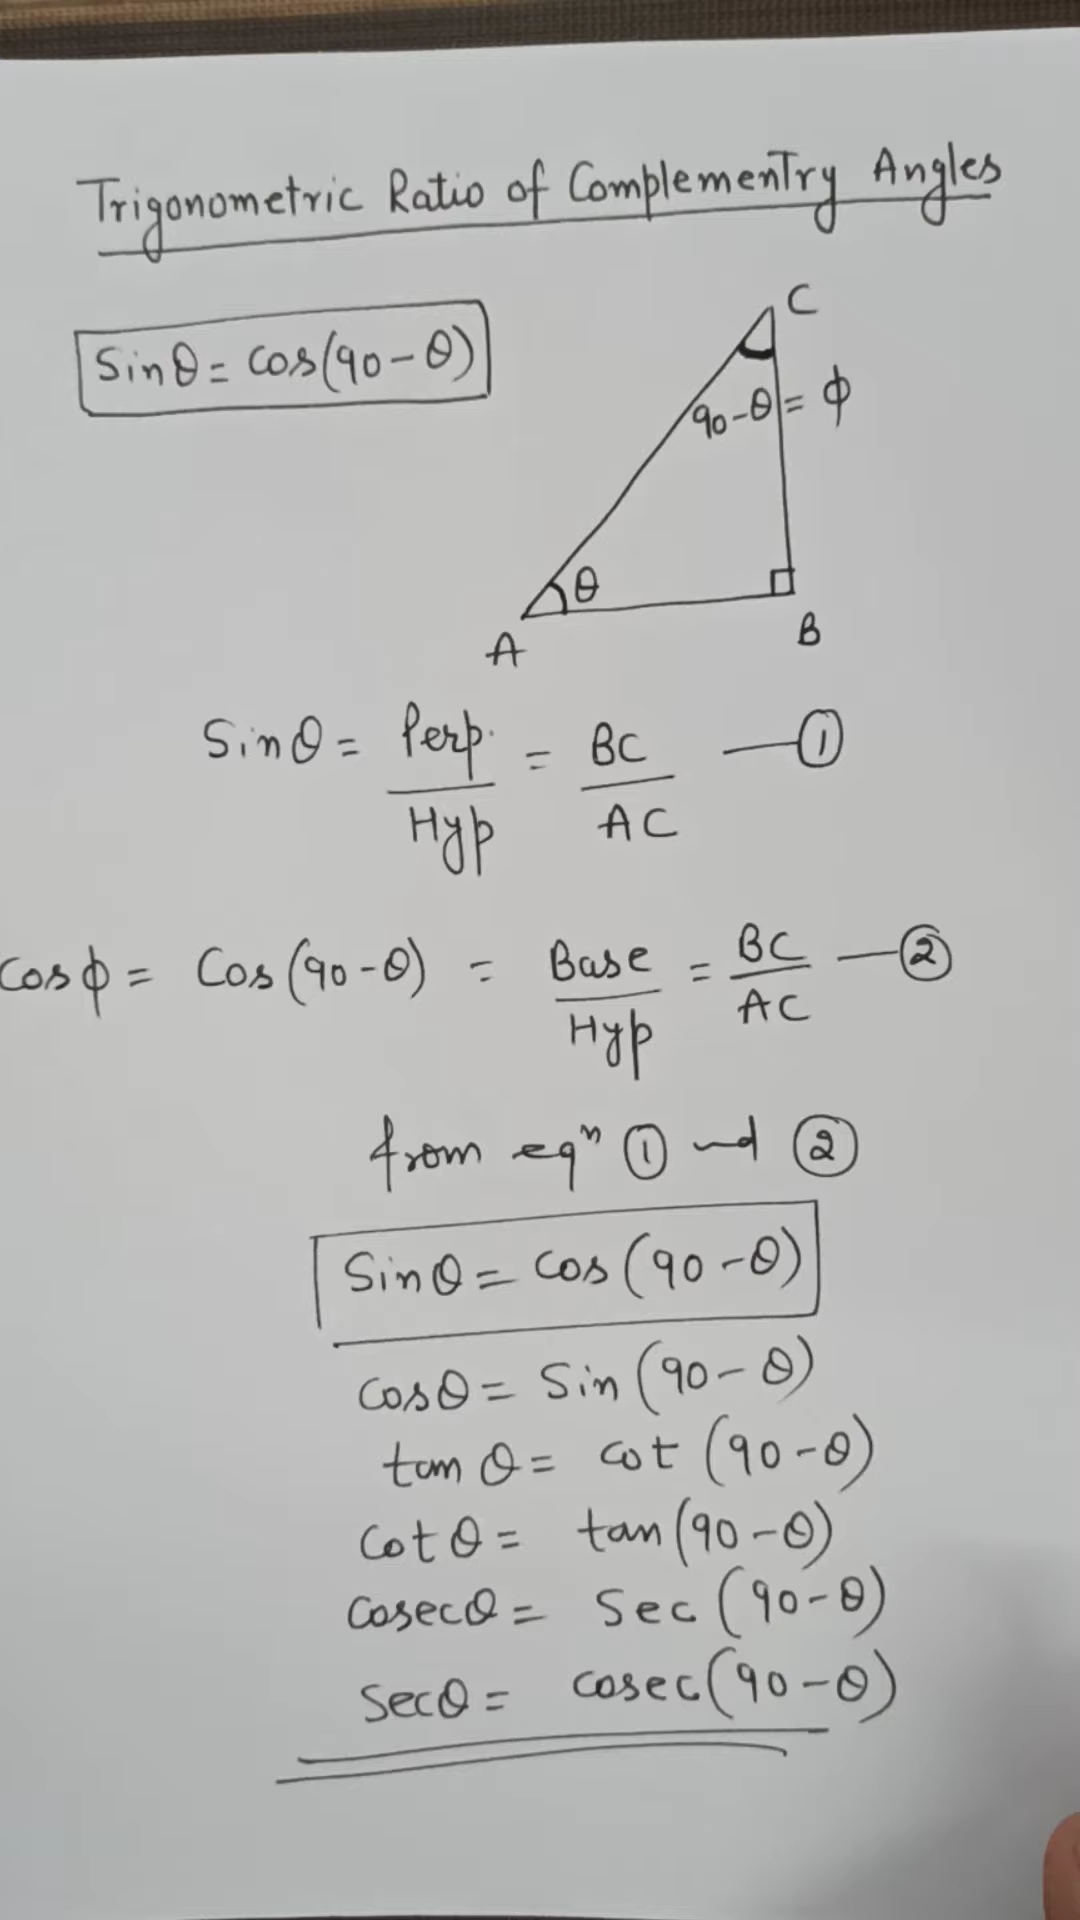 Trigonometric Ratio of Complementry Angles
Sinθ = cos(90-θ)
C
90-θ = ϕ
θ
A
B
Sinθ = Perp. / Hyp = BC / AC —①
Cosϕ = Cos(90-θ) = Base / Hyp = BC / AC —②
from eqⁿ ① and ②
Sinθ = cos(90-θ)
cosθ = Sin(90-θ)
tanθ = cot(90-θ)
Cotθ = tan(90-θ)
Cosecθ = Sec(90-θ)
Secθ = cosec(90-θ)